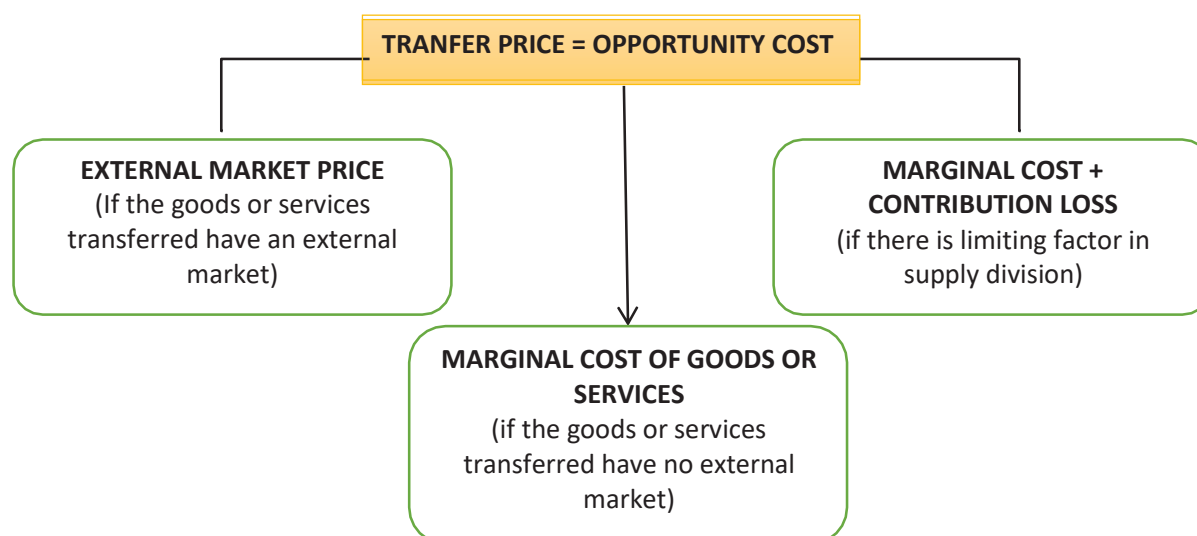 TRANFER PRICE = OPPORTUNITY COST
EXTERNAL MARKET PRICE
(If the goods or services
transferred have an external
market)
MARGINAL COST +
CONTRIBUTION LOSS
(if there is limiting factor in
supply division)
MARGINAL COST OF GOODS OR
SERVICES
(if the goods or services
transferred have no external
market)